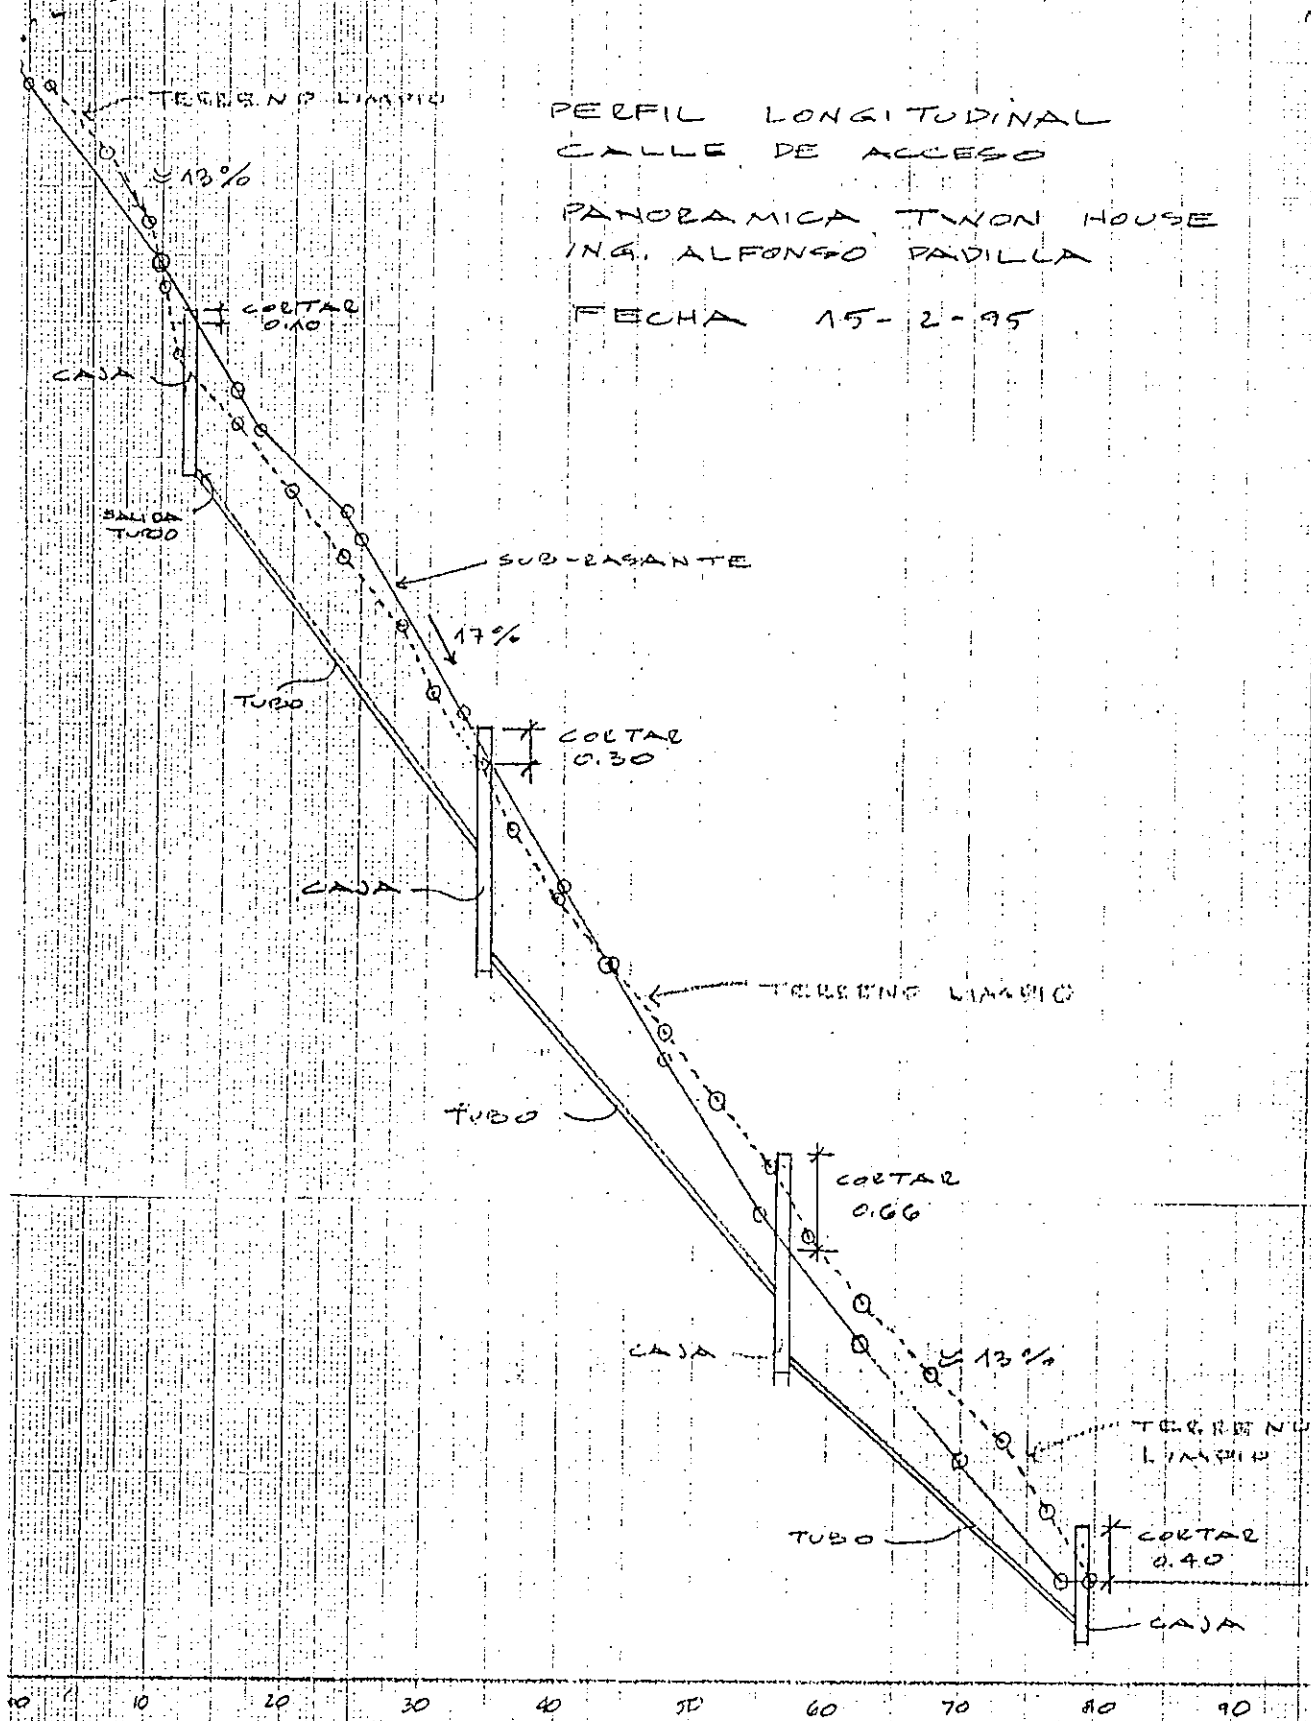 PERFIL LONGITUDINAL
CALLE DE ACCESO
PANORAMICA TWON HOUSE
ING. ALFONSO PADILLA
FECHA 15-2-95
TERRENO LIMPIO
≈ 13%
CORTAR
0.10
CAJA
SALIDA
TUBO
SUB-RASANTE
17%
TUBO
CORTAR
0.30
CAJA
TERRENO LIMPIO
TUBO
CORTAR
0.66
CAJA
≈ 13%
TERRENO
LIMPIO
TUBO
CORTAR
0.40
CAJA
10 20 30 40 50 60 70 80 90